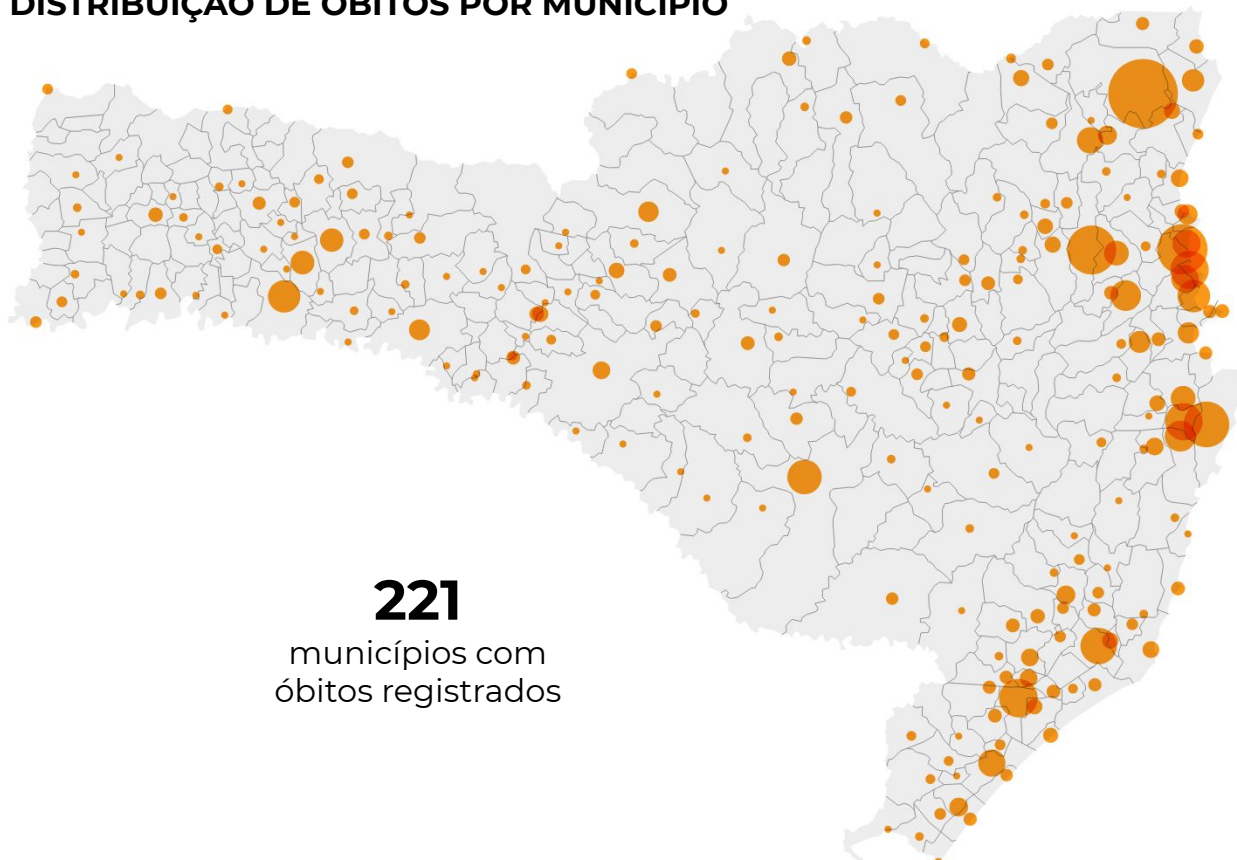 DISTRIBUIÇÃO DE ÓBITOS POR MUNICÍPIO
221
municípios com
óbitos registrados